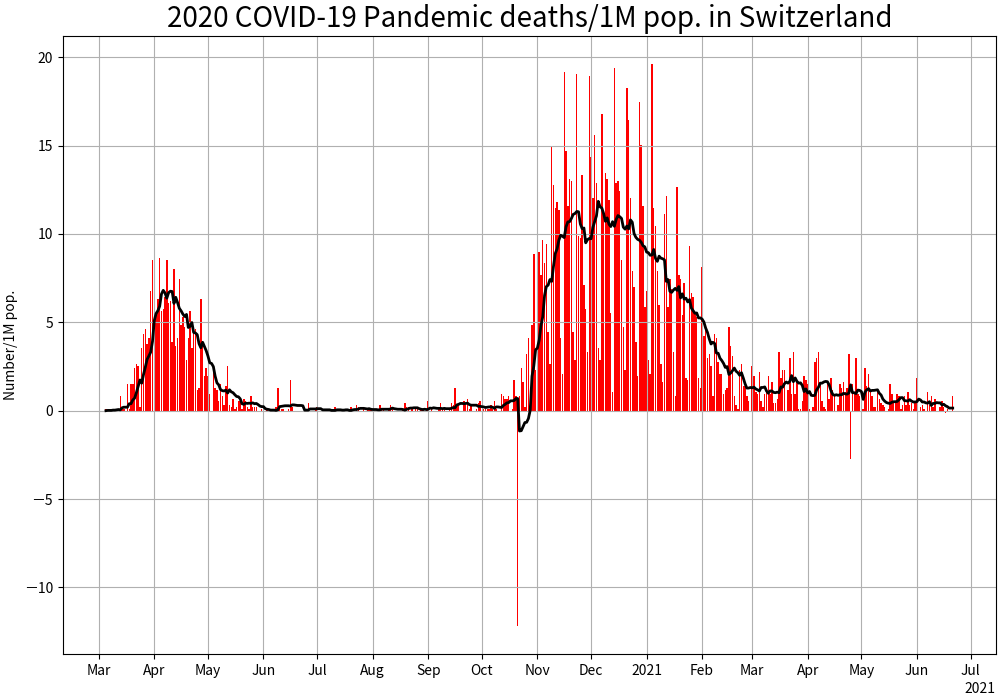 2020 COVID-19 Pandemic deaths/1M pop. in Switzerland
Number/1M pop.
20
15
10
5
0
−5
−10
Mar Apr May Jun Jul Aug Sep Oct Nov Dec 2021 Feb Mar Apr May Jun Jul
2021